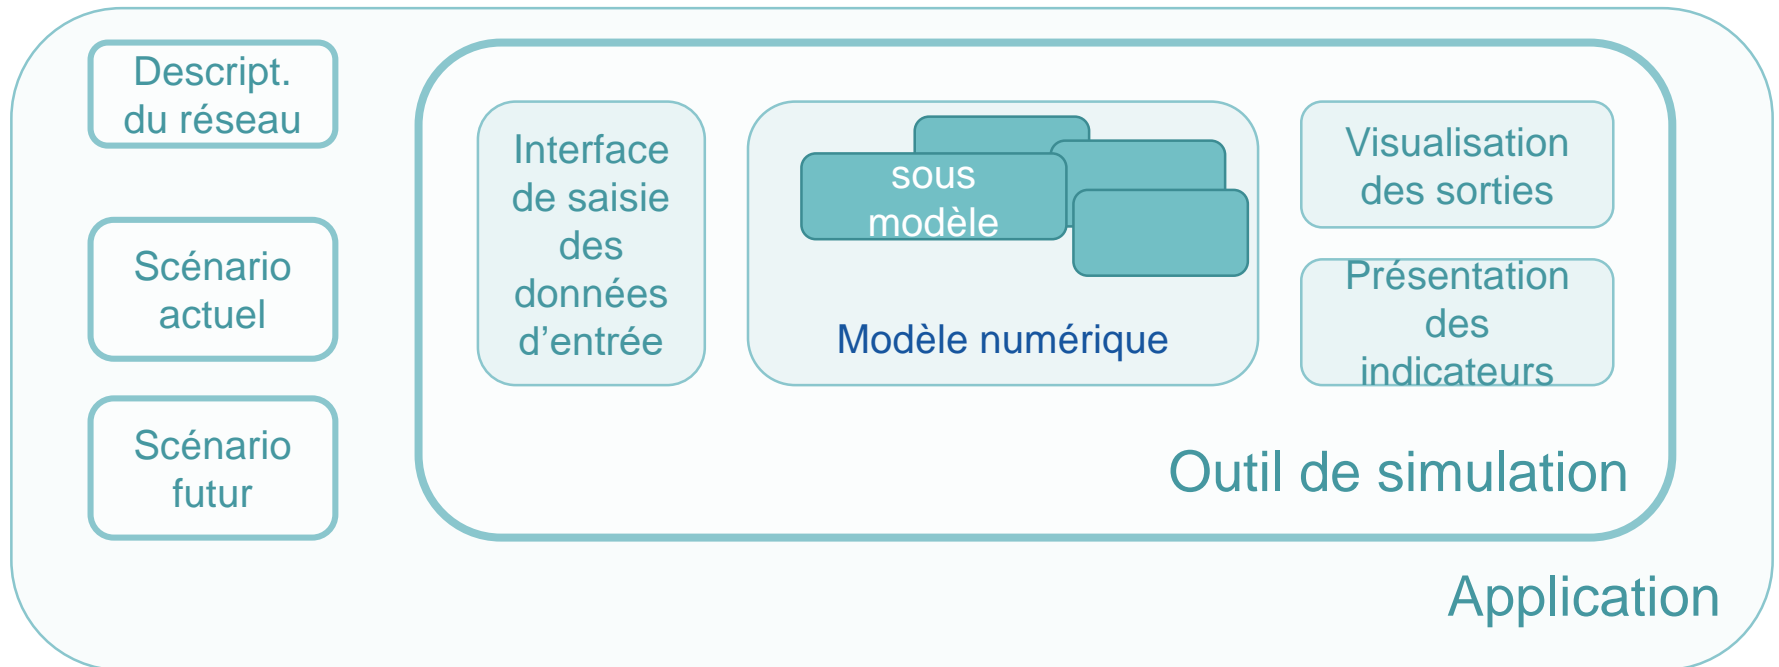 Descript.
du réseau
Scénario
actuel
Scénario
futur
Interface
de saisie
des
données
d’entrée
sous
modèle
Modèle numérique
Visualisation
des sorties
Présentation
des
indicateurs
Outil de simulation
Application